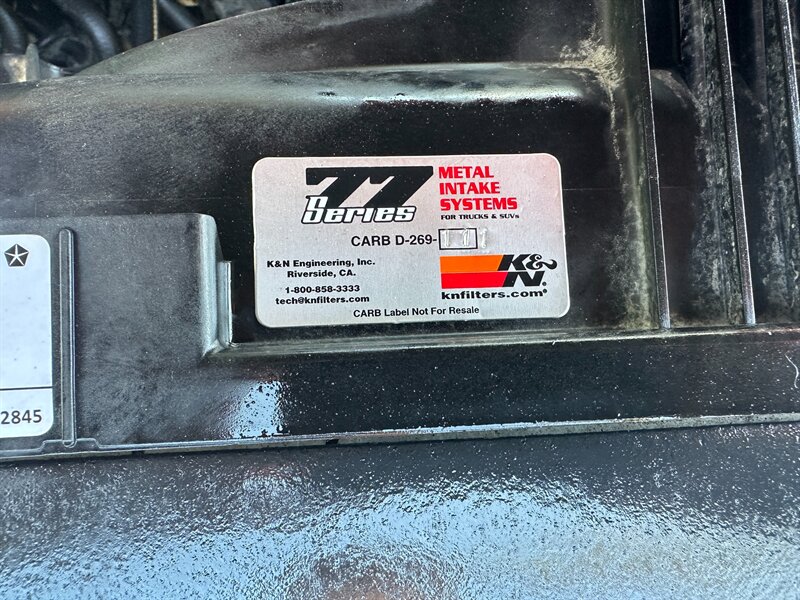 77 Series
METAL
INTAKE
SYSTEMS
FOR TRUCKS & SUVs
CARB D-269-
K&N Engineering, Inc.
Riverside, CA.
1-800-858-3333
tech@knfilters.com
K&N
knfilters.com®
CARB Label Not For Resale
2845